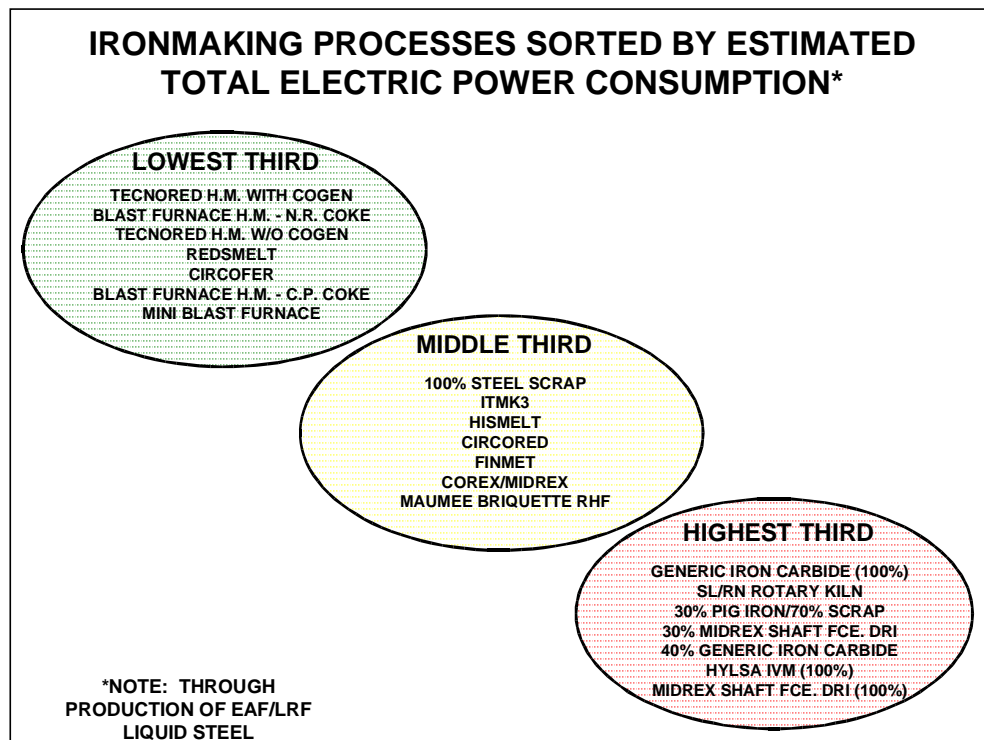 IRONMAKING PROCESSES SORTED BY ESTIMATED
TOTAL ELECTRIC POWER CONSUMPTION*
LOWEST THIRD
TECNORED H.M. WITH COGEN
BLAST FURNACE H.M. - N.R. COKE
TECNORED H.M. W/O COGEN
REDSMELT
CIRCOFER
BLAST FURNACE H.M. - C.P. COKE
MINI BLAST FURNACE
MIDDLE THIRD
100% STEEL SCRAP
ITMK3
HISMELT
CIRCORED
FINMET
COREX/MIDREX
MAUMEE BRIQUETTE RHF
HIGHEST THIRD
GENERIC IRON CARBIDE (100%)
SL/RN ROTARY KILN
30% PIG IRON/70% SCRAP
30% MIDREX SHAFT FCE. DRI
40% GENERIC IRON CARBIDE
HYLSA IVM (100%)
MIDREX SHAFT FCE. DRI (100%)
*NOTE: THROUGH
PRODUCTION OF EAF/LRF
LIQUID STEEL